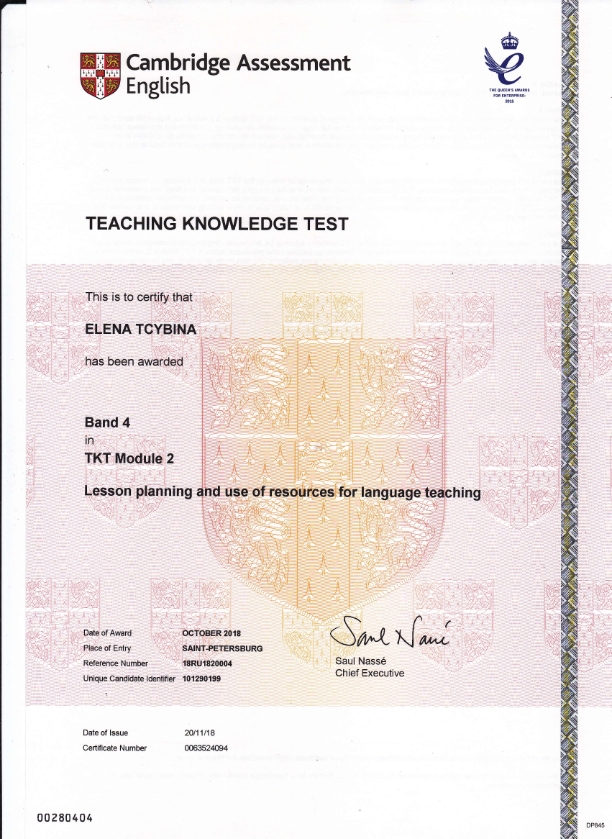 Cambridge Assessment
English
THE QUEEN'S AWARDS
FOR ENTERPRISE:
2018
TEACHING KNOWLEDGE TEST
This is to certify that
ELENA TCYBINA
has been awarded
Band 4
in
TKT Module 2
Lesson planning and use of resources for language teaching
Date of Award OCTOBER 2018
Place of Entry SAINT-PETERSBURG
Reference Number 18RU1820004
Unique Candidate Identifier 101290199
Saul Nassé
Saul Nassé
Chief Executive
Date of Issue 20/11/18
Certificate Number 0063524094
00280404
DP845